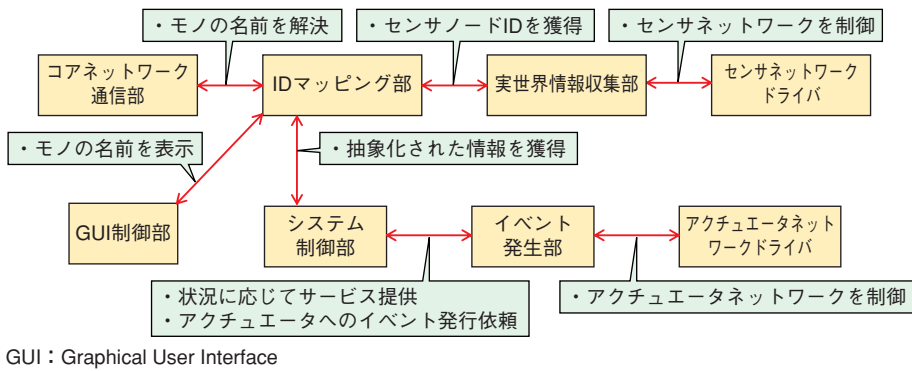 ・モノの名前を解決
・センサノードIDを獲得
・センサネットワークを制御
コアネットワーク
通信部
IDマッピング部
実世界情報収集部
センサネットワーク
ドライバ
・モノの名前を表示
・抽象化された情報を獲得
GUI制御部
システム
制御部
イベント
発生部
アクチュエータネット
ワークドライバ
・状況に応じてサービス提供
・アクチュエータへのイベント発行依頼
・アクチュエータネットワークを制御
GUI：Graphical User Interface